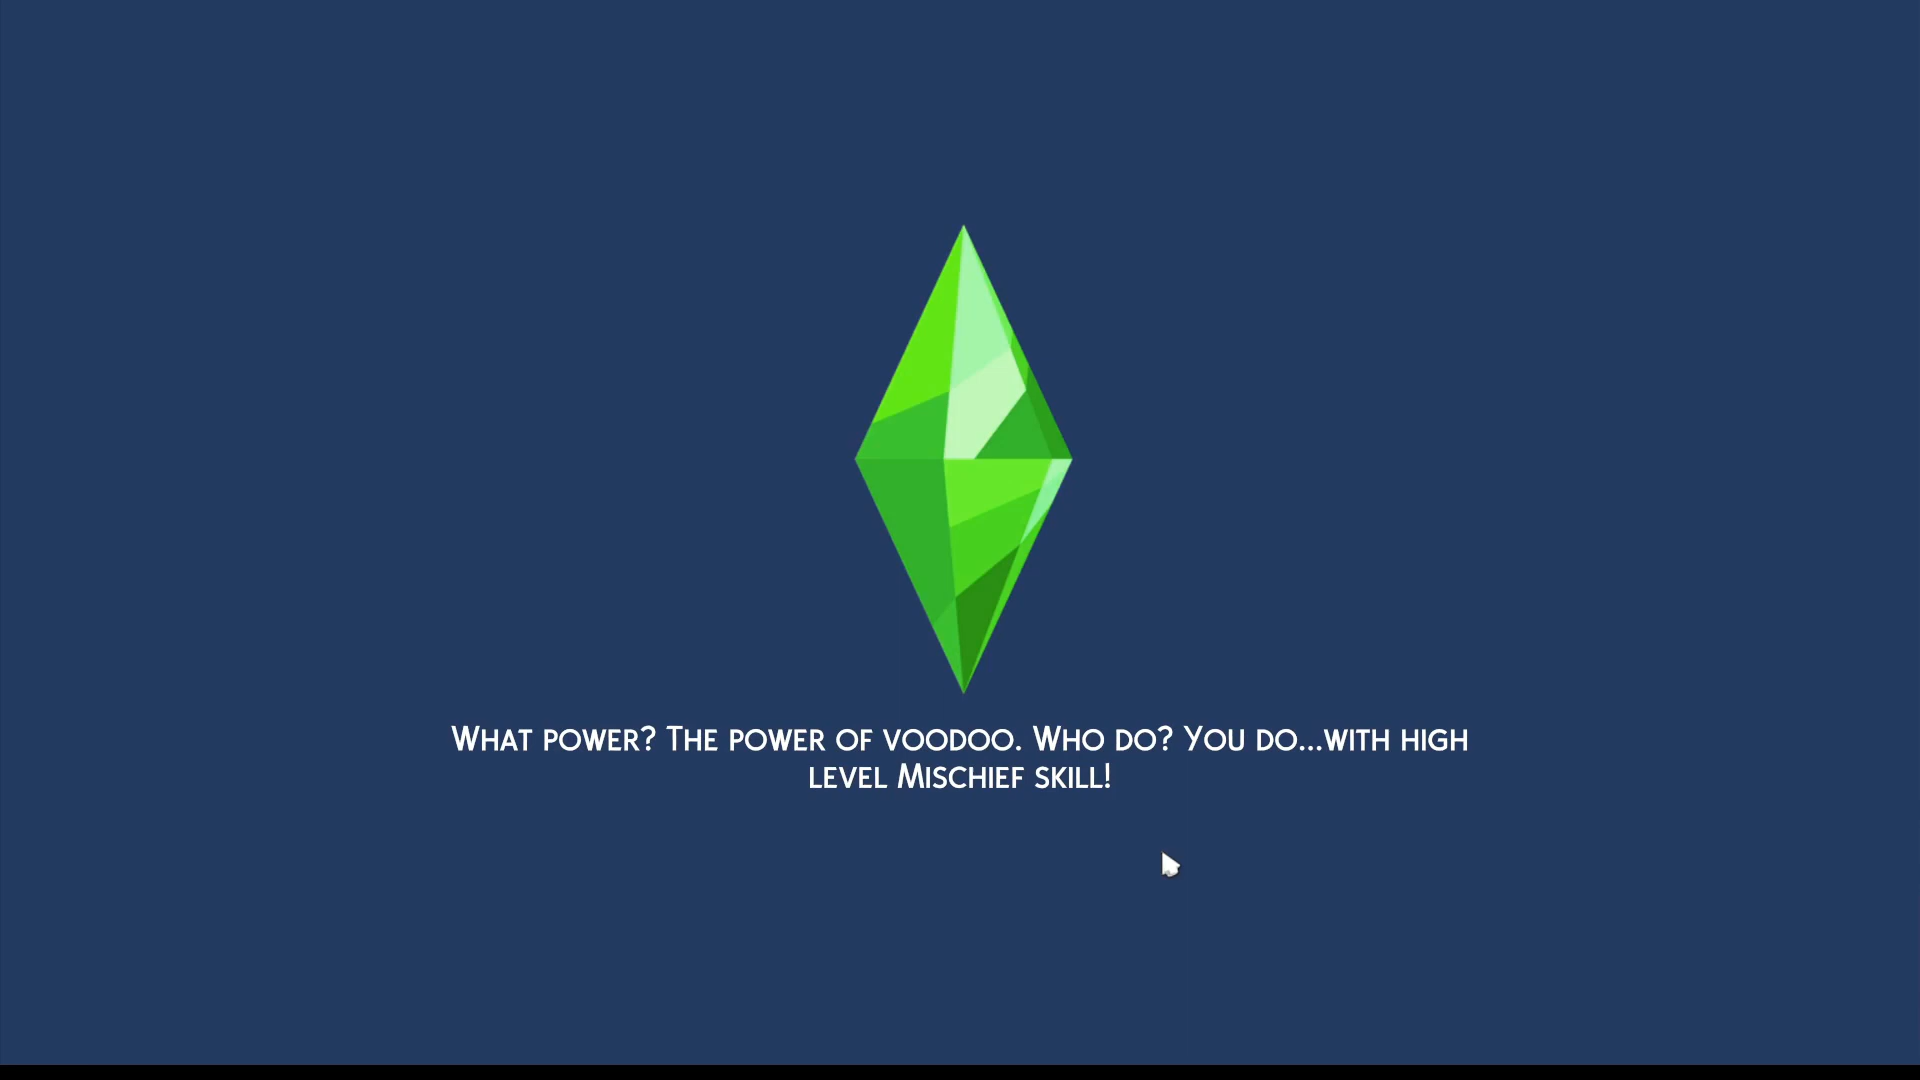 What power? The power of voodoo. Who do? You do...with high
level Mischief skill!